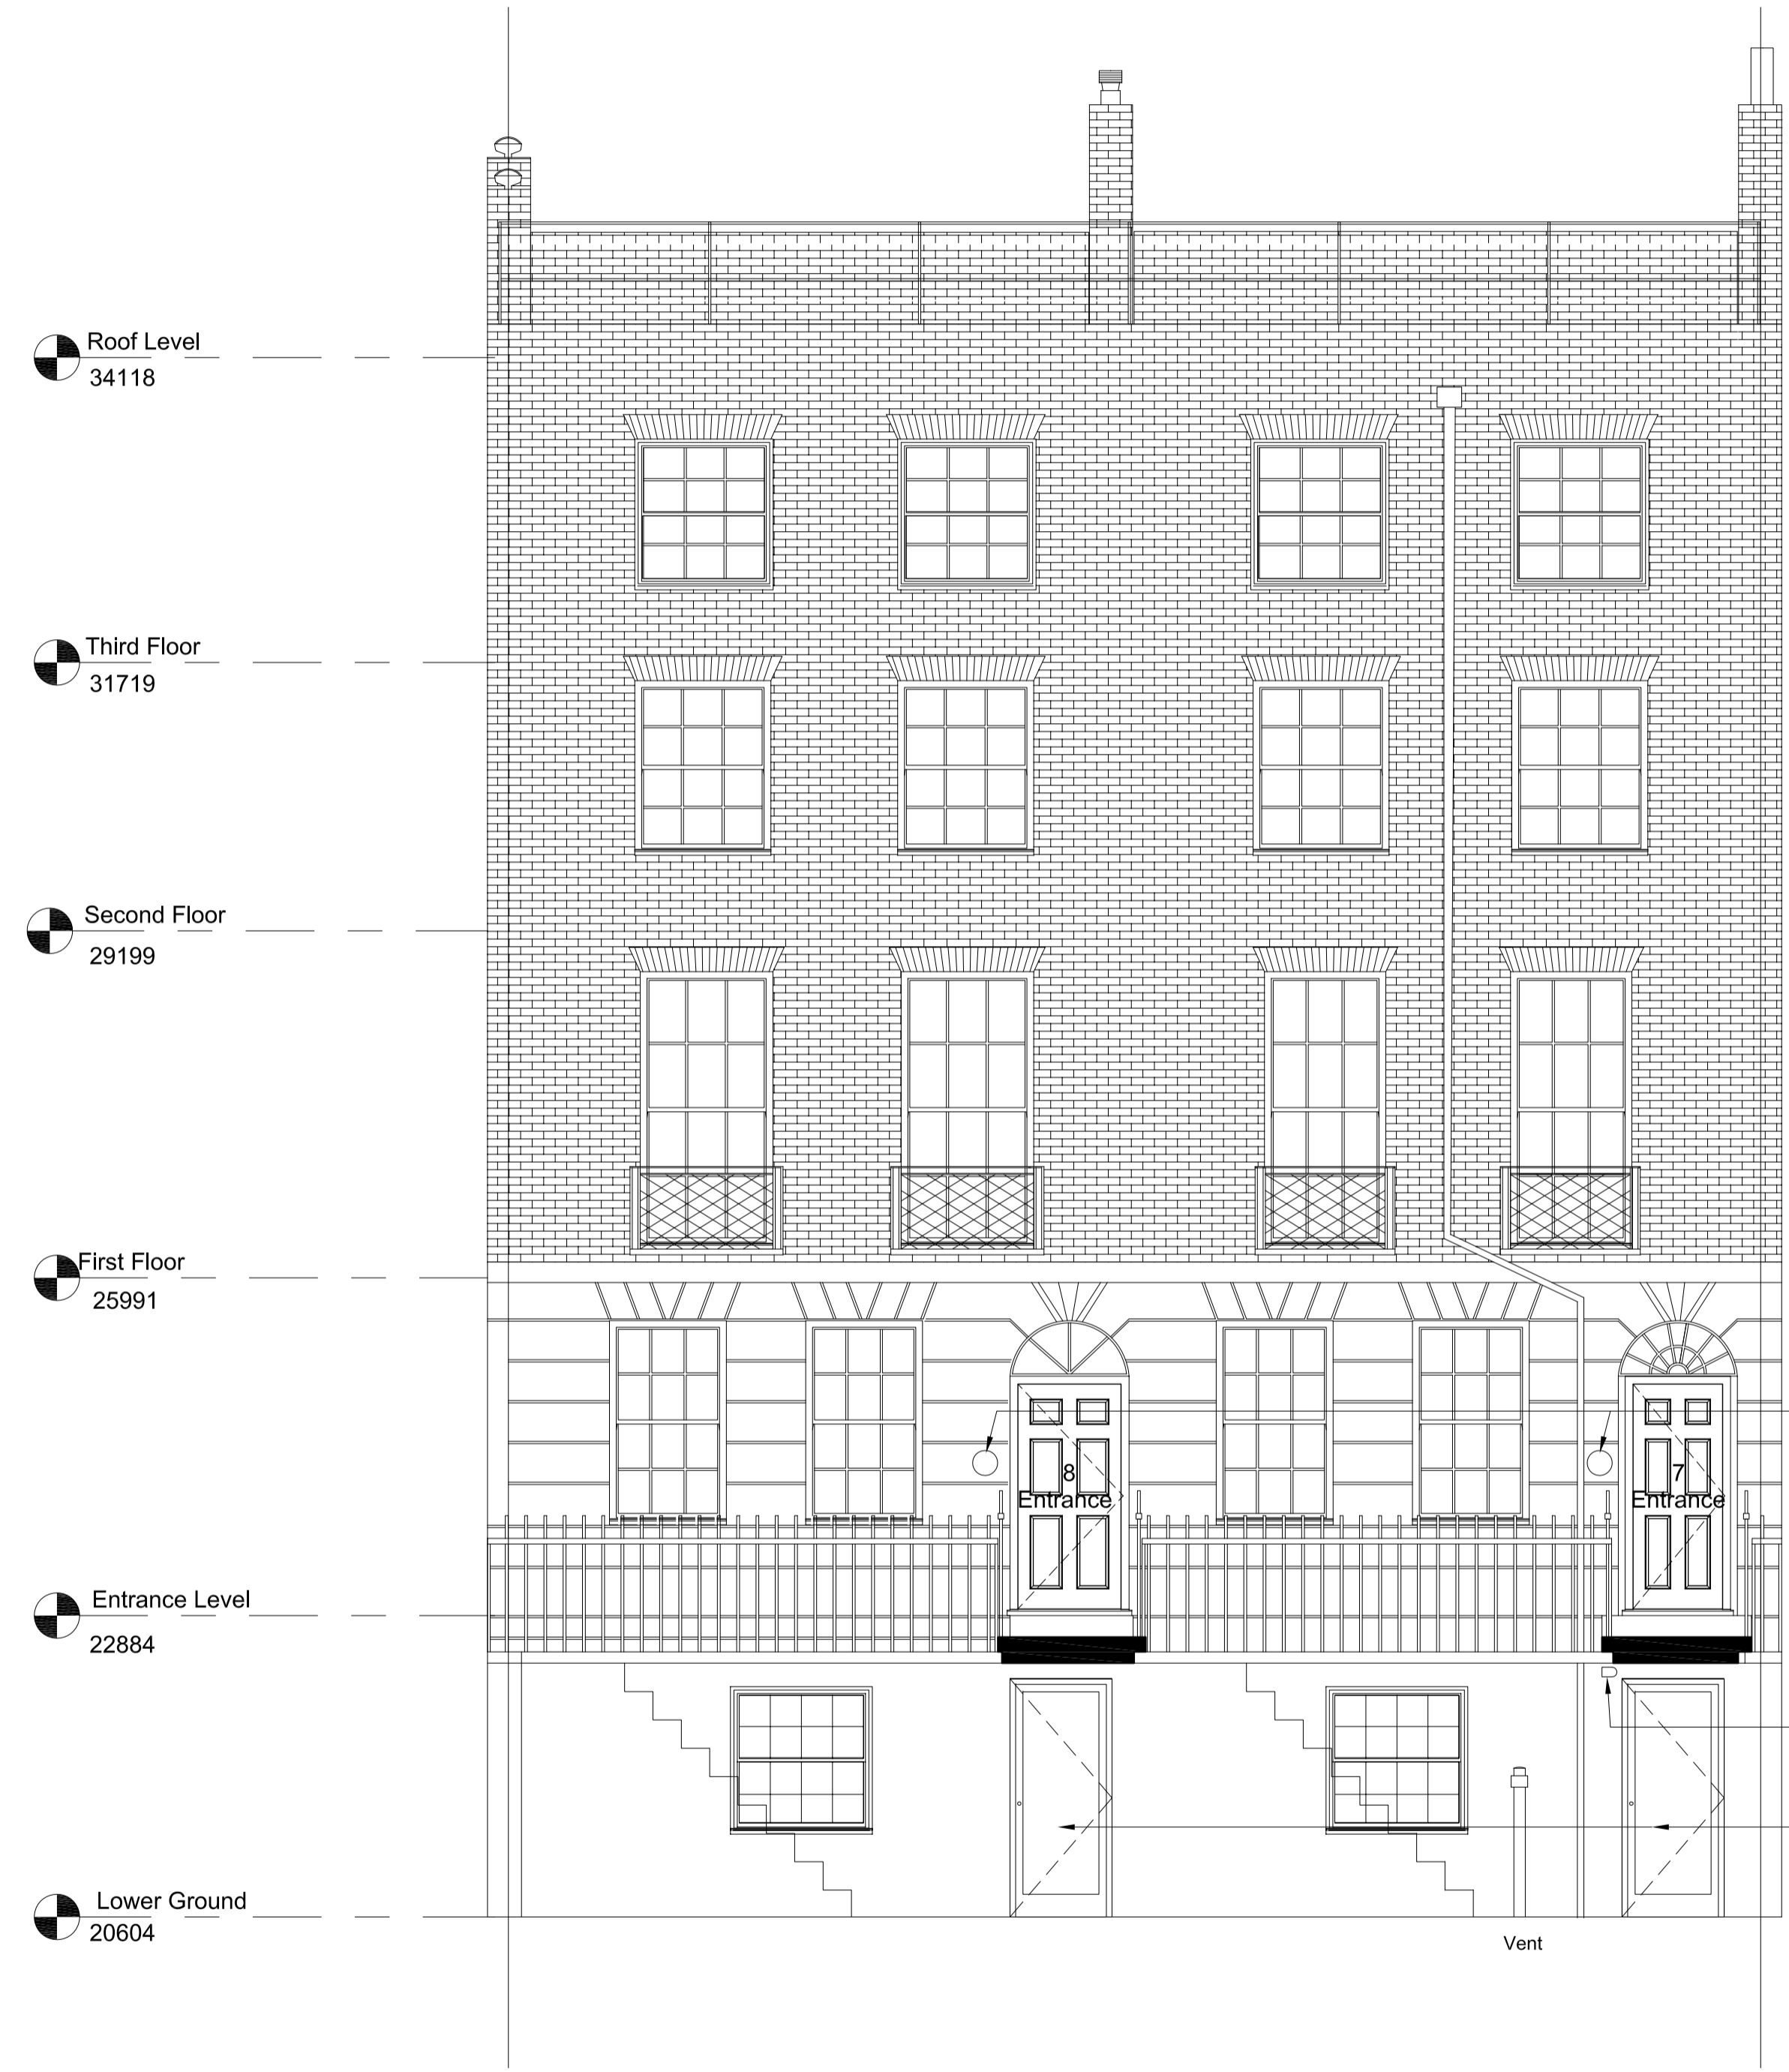 Roof Level
34118
Third Floor
31719
Second Floor
29199
First Floor
25991
8
Entrance
7
Entrance
Entrance Level
22884
Lower Ground
20604
Vent